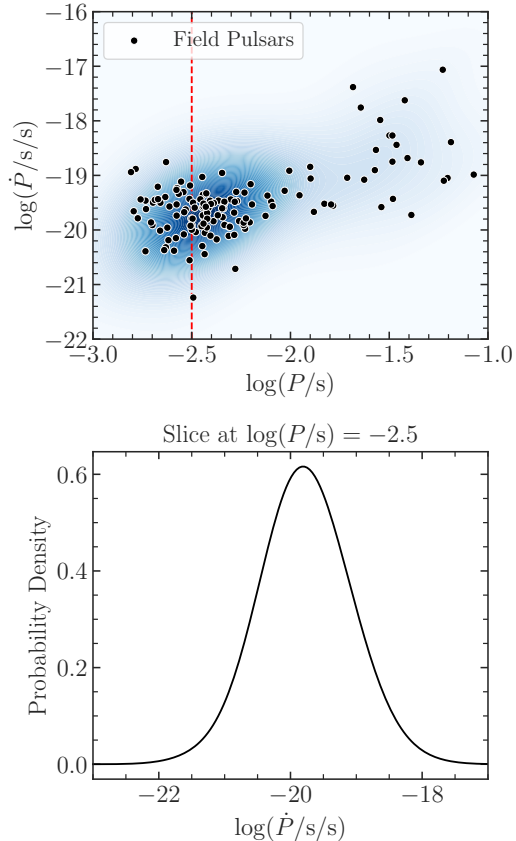 −16
−17
−18
−19
−20
−21
−22
log(Ṗ/s/s)
Field Pulsars
−3.0 −2.5 −2.0 −1.5 −1.0
log(P/s)
Slice at log(P/s) = −2.5
0.6
0.4
0.2
0.0
Probability Density
−22 −20 −18
log(Ṗ/s/s)